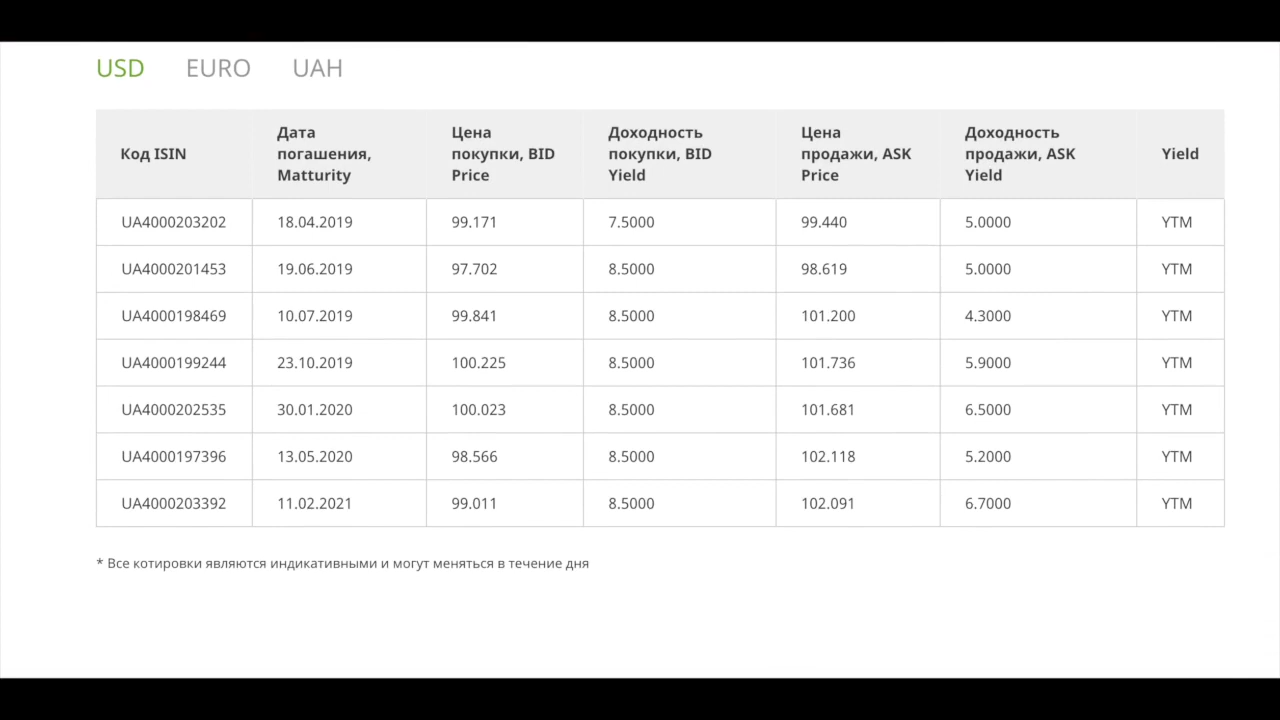 USD EURO UAH
Код ISIN Дата погашения, Matturity Цена покупки, BID Price Доходность покупки, BID Yield Цена продажи, ASK Price Доходность продажи, ASK Yield Yield
UA4000203202 18.04.2019 99.171 7.5000 99.440 5.0000 YTM
UA4000201453 19.06.2019 97.702 8.5000 98.619 5.0000 YTM
UA4000198469 10.07.2019 99.841 8.5000 101.200 4.3000 YTM
UA4000199244 23.10.2019 100.225 8.5000 101.736 5.9000 YTM
UA4000202535 30.01.2020 100.023 8.5000 101.681 6.5000 YTM
UA4000197396 13.05.2020 98.566 8.5000 102.118 5.2000 YTM
UA4000203392 11.02.2021 99.011 8.5000 102.091 6.7000 YTM
* Все котировки являются индикативными и могут меняться в течение дня